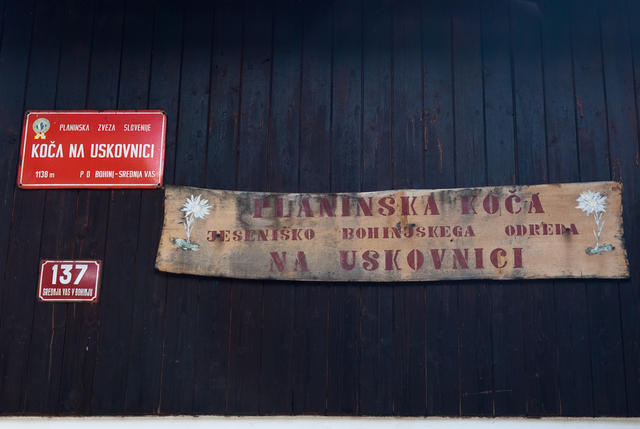 PLANINSKA ZVEZA SLOVENIJE
KOČA NA USKOVNICI
1138 m P D BOHINJ-SREDNJA VAS
PLANINSKA KOČA
JESENIŠKO BOHINJSKEGA ODREDA
NA USKOVNICI
137
SREDNJA VAS V BOHINJU